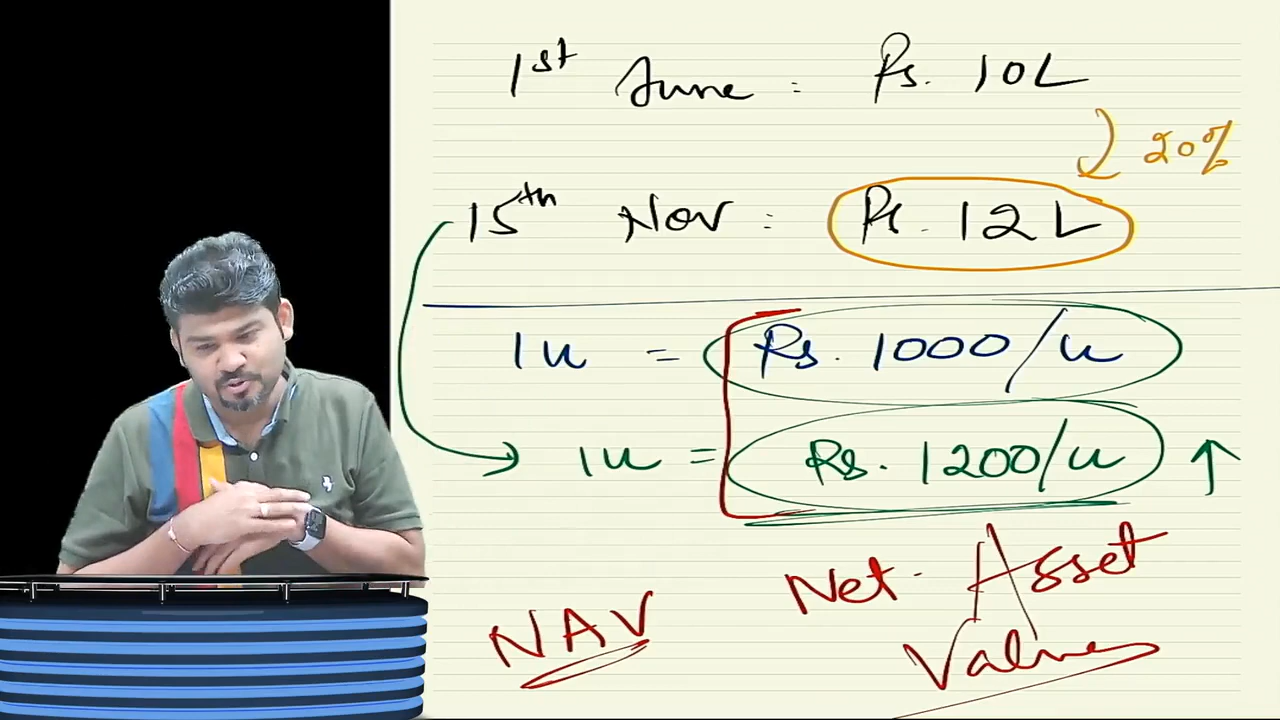 1st June : Rs. 10L
20%
15th Nov : Rs. 12L
1u = Rs. 1000/u
1u = Rs. 1200/u ↑
Net Asset
NAV
Value